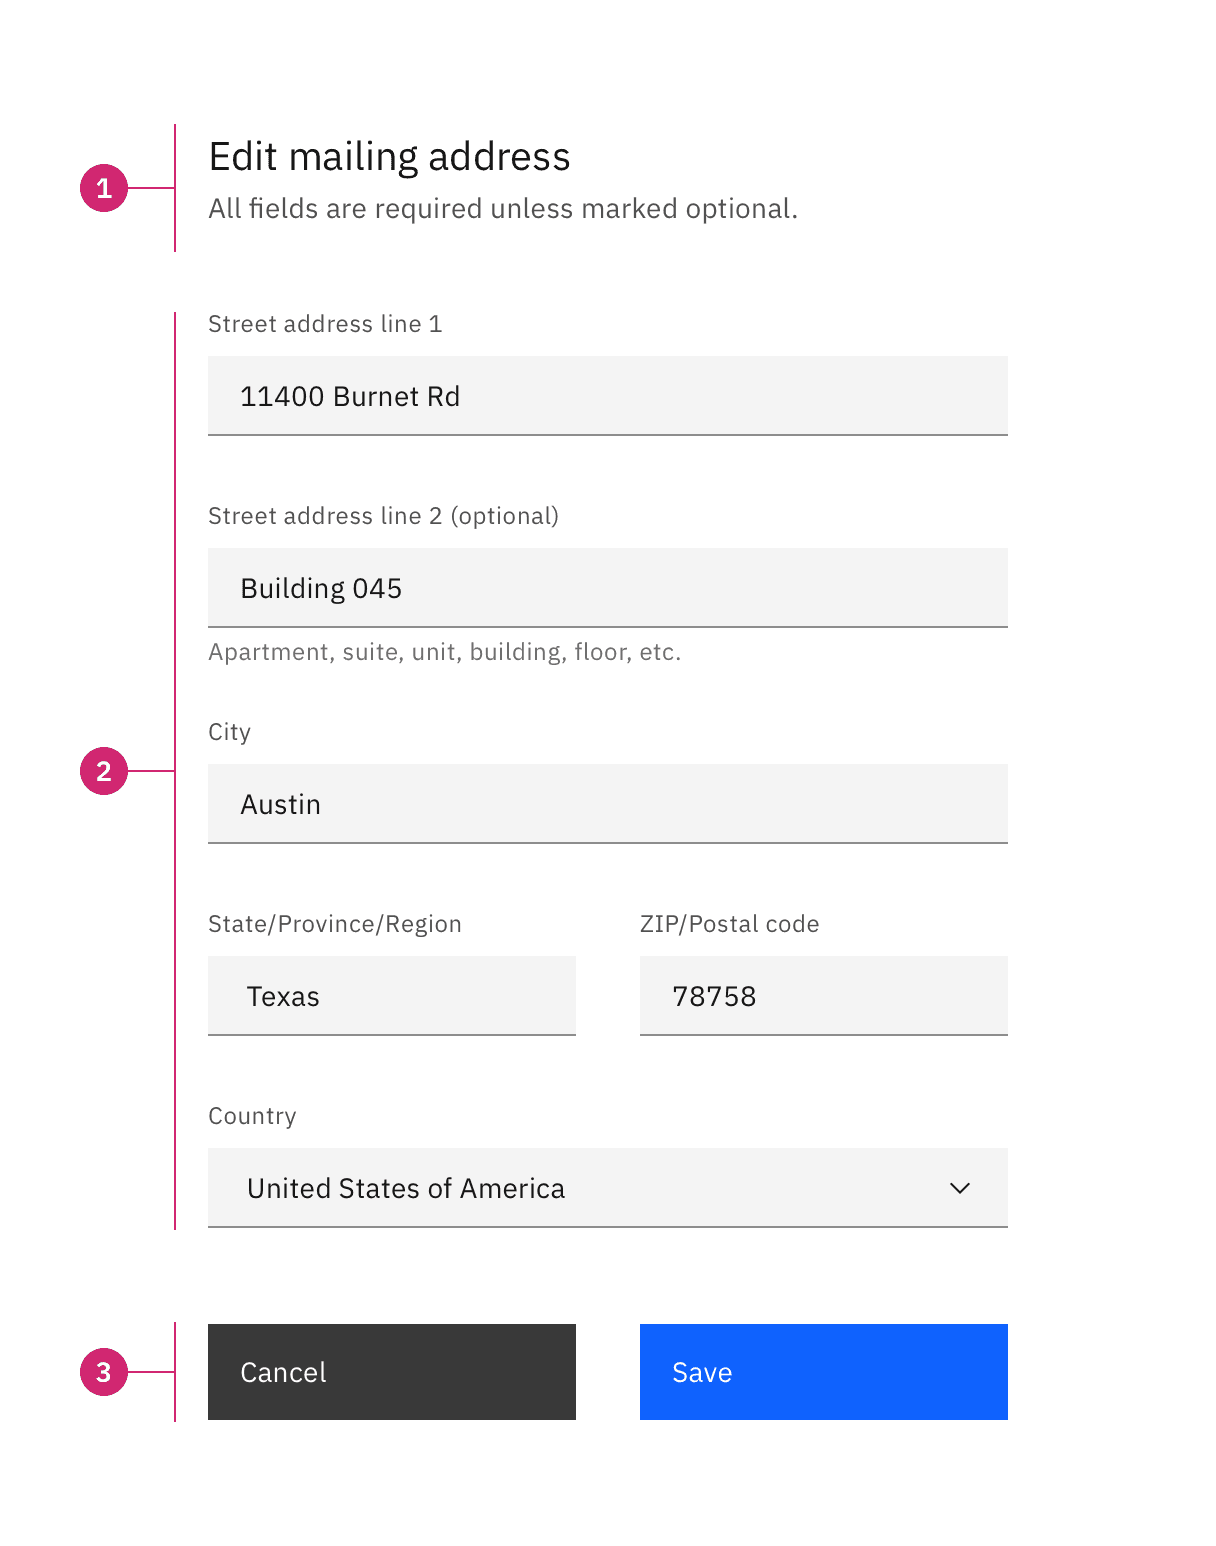 1
Edit mailing address
All fields are required unless marked optional.
Street address line 1
11400 Burnet Rd
Street address line 2 (optional)
Building 045
Apartment, suite, unit, building, floor, etc.
2
City
Austin
State/Province/Region
ZIP/Postal code
Texas
78758
Country
United States of America
3
Cancel
Save